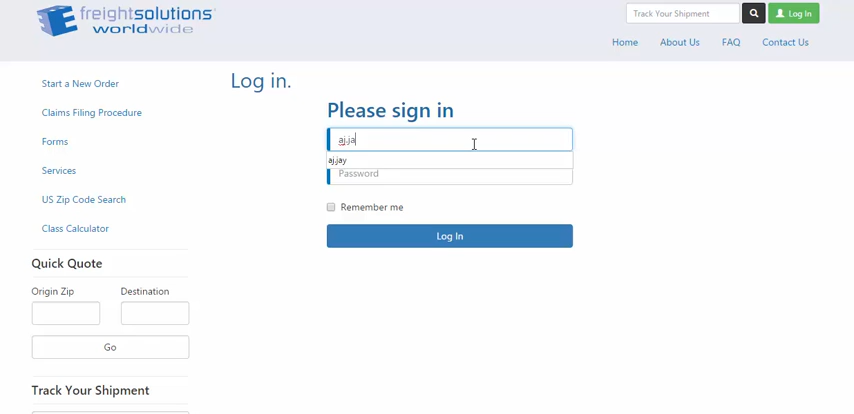 freightsolutions
worldwide
Track Your Shipment
Log In
Home
About Us
FAQ
Contact Us
Start a New Order
Claims Filing Procedure
Forms
Services
US Zip Code Search
Class Calculator
Quick Quote
Origin Zip
Destination
Go
Track Your Shipment
Log in.
Please sign in
aj.ja
aj.jay
Password
Remember me
Log In